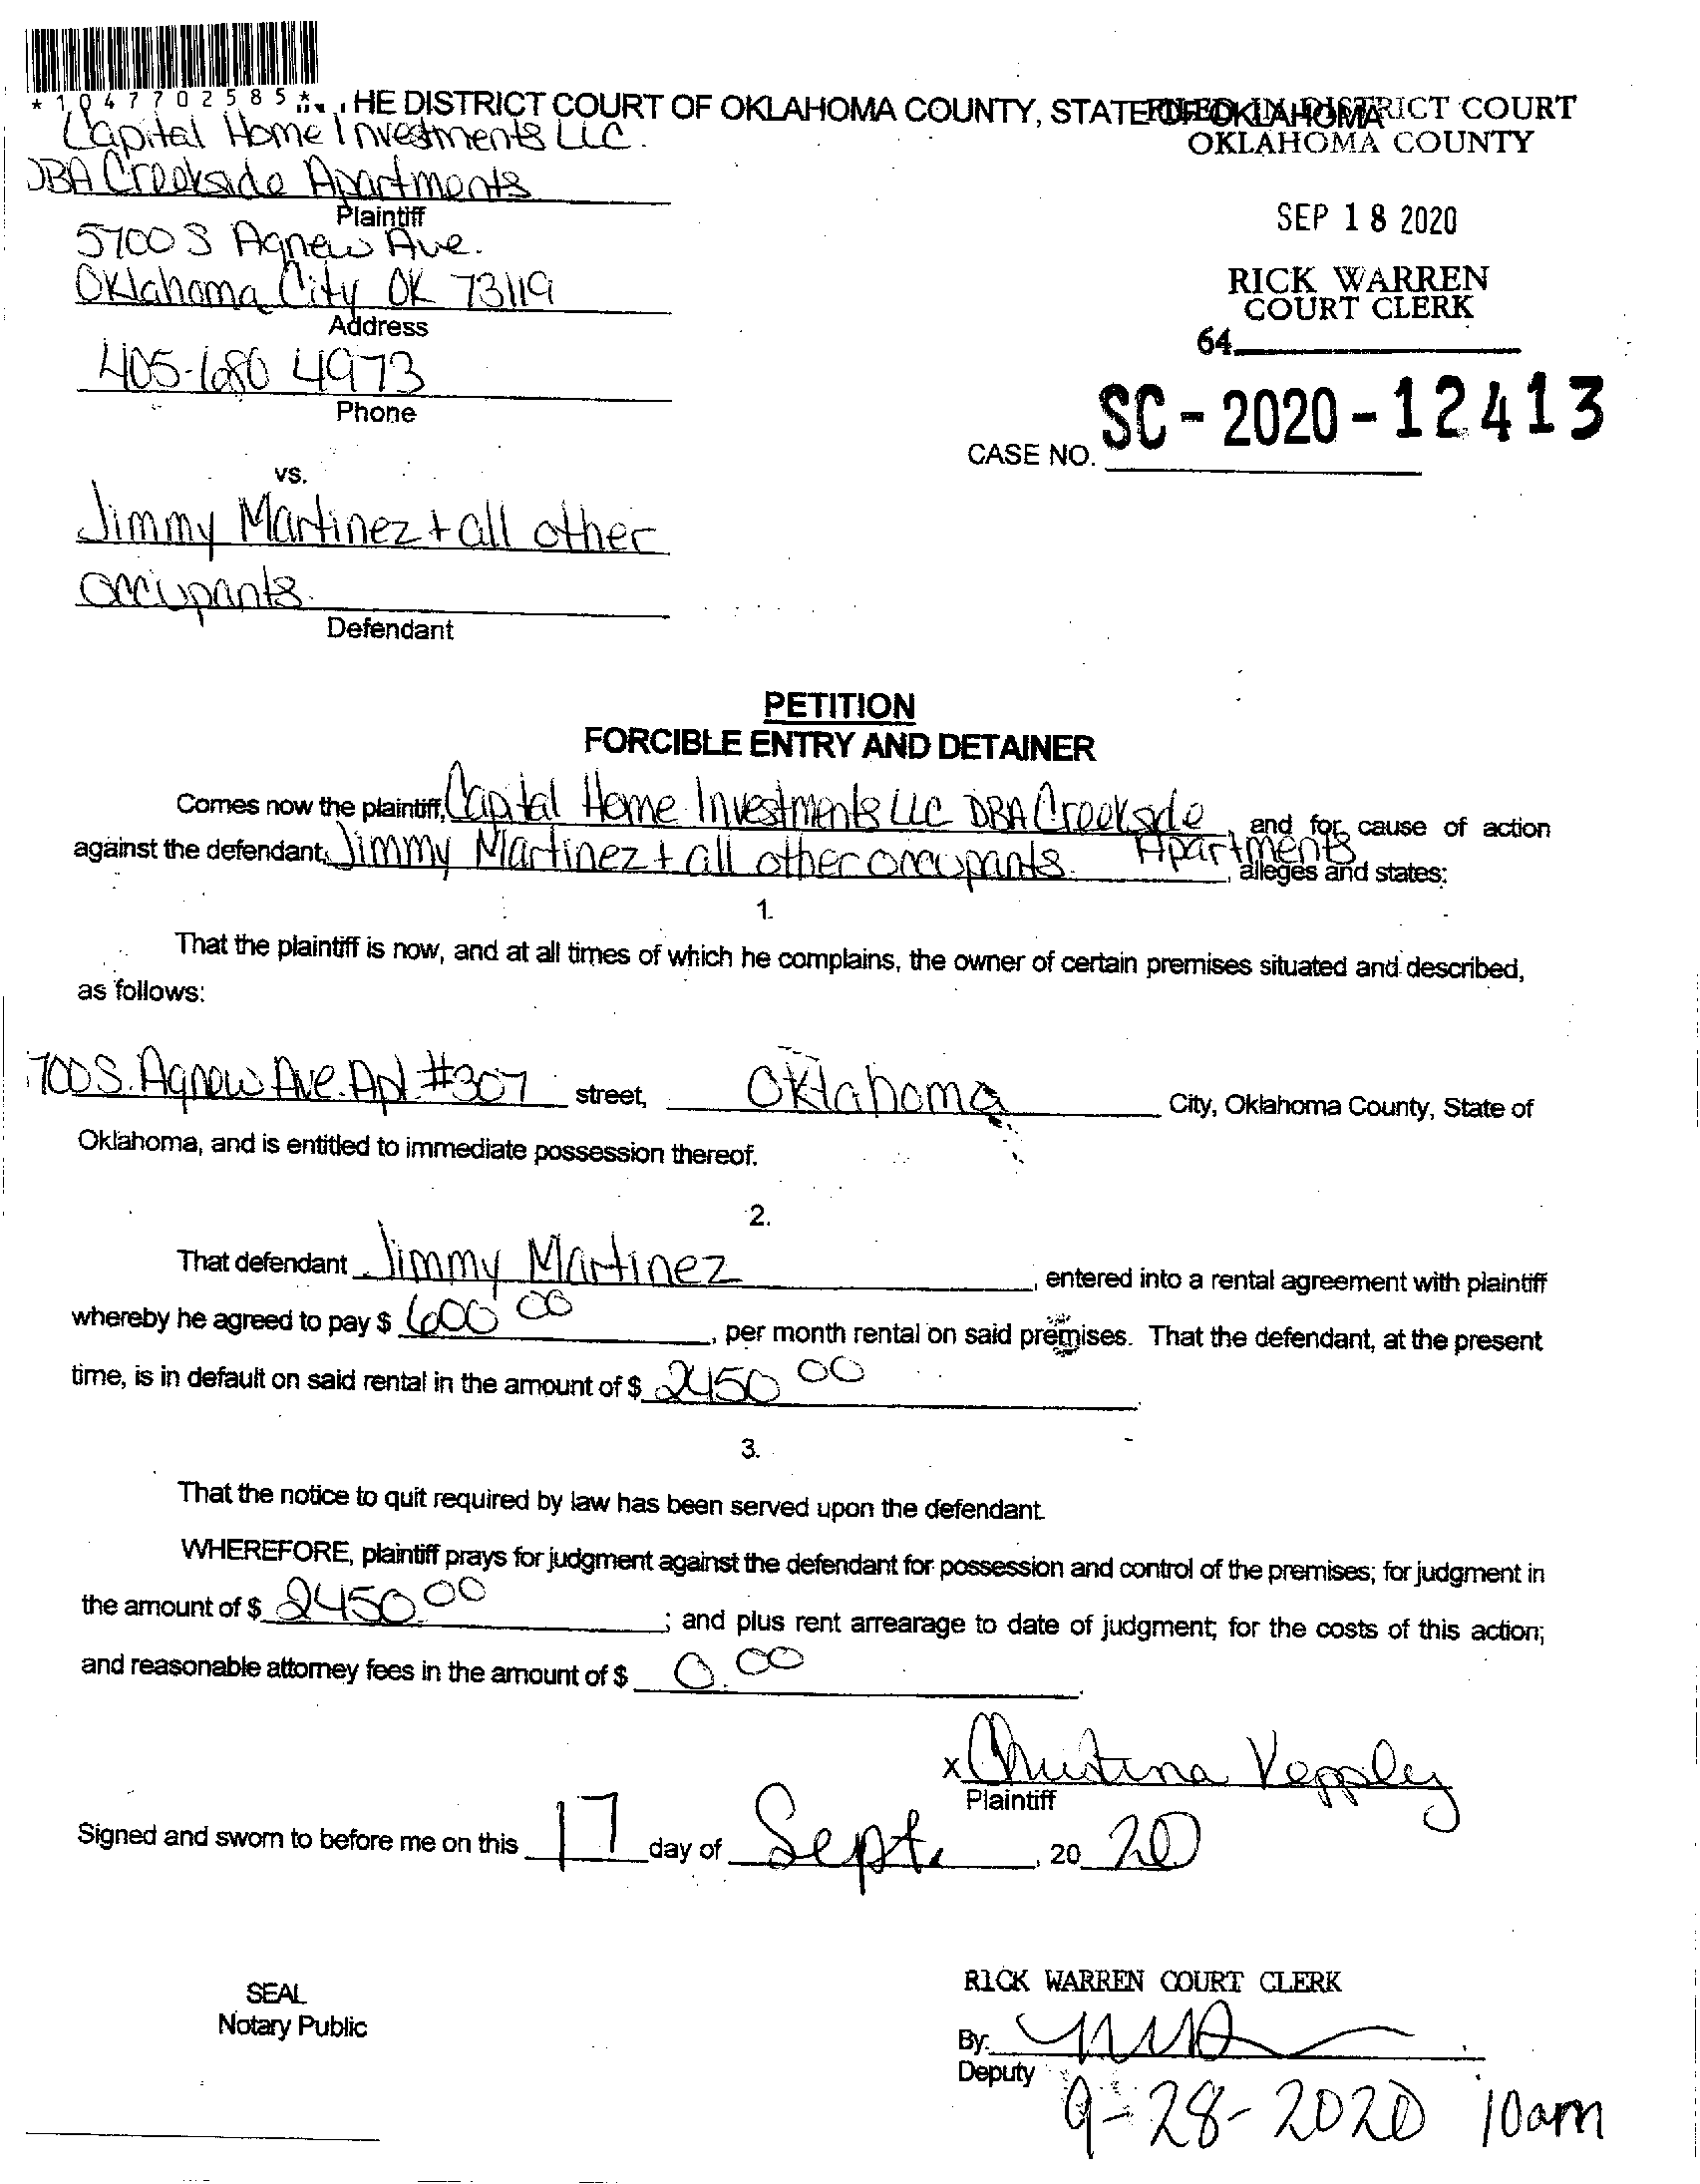 *1047702585*
HE DISTRICT COURT OF OKLAHOMA COUNTY, STATE OF OKLAHOMA
FILED IN DISTRICT COURT
OKLAHOMA COUNTY
Capital Home Investments LLC.
DBA Creekside Apartments
Plaintiff
SEP 18 2020
5700 S Agnew Ave.
Oklahoma City OK 73119
Address
RICK WARREN
COURT CLERK
64
405-680 4973
Phone
CASE NO. SC-2020-12413
vs.
Jimmy Martinez + all other
occupants.
Defendant
PETITION
FORCIBLE ENTRY AND DETAINER
Comes now the plaintiff, Capital Home Investments LLC DBA Creekside Apartments, and for cause of action
against the defendant, Jimmy Martinez + all other occupants. , alleges and states:
1.
That the plaintiff is now, and at all times of which he complains, the owner of certain premises situated and described,
as follows:
700 S. Agnew Ave. Apt. #307 street, Oklahoma City, Oklahoma County, State of
Oklahoma, and is entitled to immediate possession thereof.
2.
That defendant Jimmy Martinez , entered into a rental agreement with plaintiff
whereby he agreed to pay $ 600 00 , per month rental on said premises. That the defendant, at the present
time, is in default on said rental in the amount of $ 2450 00
3.
That the notice to quit required by law has been served upon the defendant.
WHEREFORE, plaintiff prays for judgment against the defendant for possession and control of the premises; for judgment in
the amount of $ 2450.00 ; and plus rent arrearage to date of judgment; for the costs of this action;
and reasonable attorney fees in the amount of $ 0.00
x Christina Yeppley
Plaintiff
Signed and sworn to before me on this 17 day of Sept. , 20 20
SEAL
Notary Public
RICK WARREN COURT CLERK
By:
Deputy
9-28-2020 10am